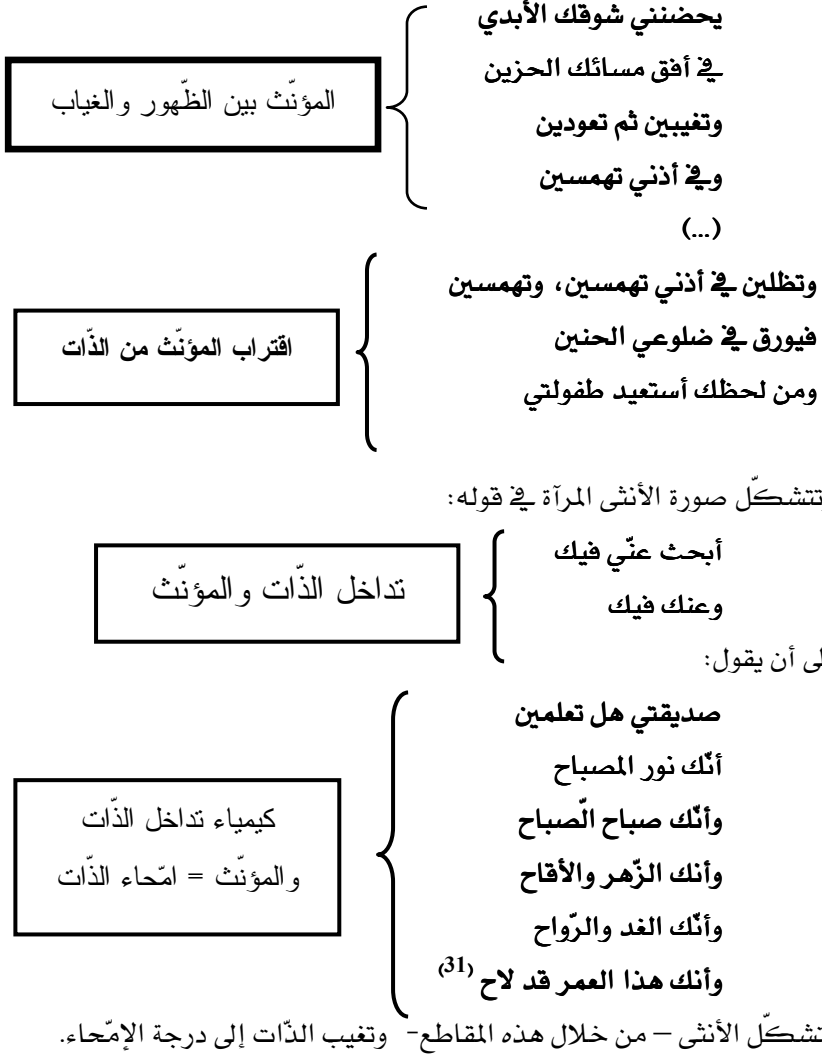 يحضنني شوقك الأبدي
في أفق مسائك الحزين
وتغيبين ثم تعودين
وفي أذني تهمسين
(...)
المؤنّث بين الظّهور والغياب
وتظلين في أذني تهمسين، وتهمسين
فيورق في ضلوعي الحنين
ومن لحظك أستعيد طفولتي
اقتراب المؤنّث من الذّات
تتشكّل صورة الأنثى المرآة في قوله:
أبحث عنّي فيك
وعنك فيك
تداخل الذّات والمؤنّث
لى أن يقول:
صديقتي هل تعلمين
أنّك نور المصباح
وأنّك صباح الّصباح
وأنك الزّهر والأقاح
وأنّك الغد والرّواح
وأنك هذا العمر قد لاح (31)
كيمياء تداخل الذّات
والمؤنّث = امّحاء الذّات
تشكّل الأنثى – من خلال هذه المقاطع- وتغيب الذّات إلى درجة الإمّحاء.